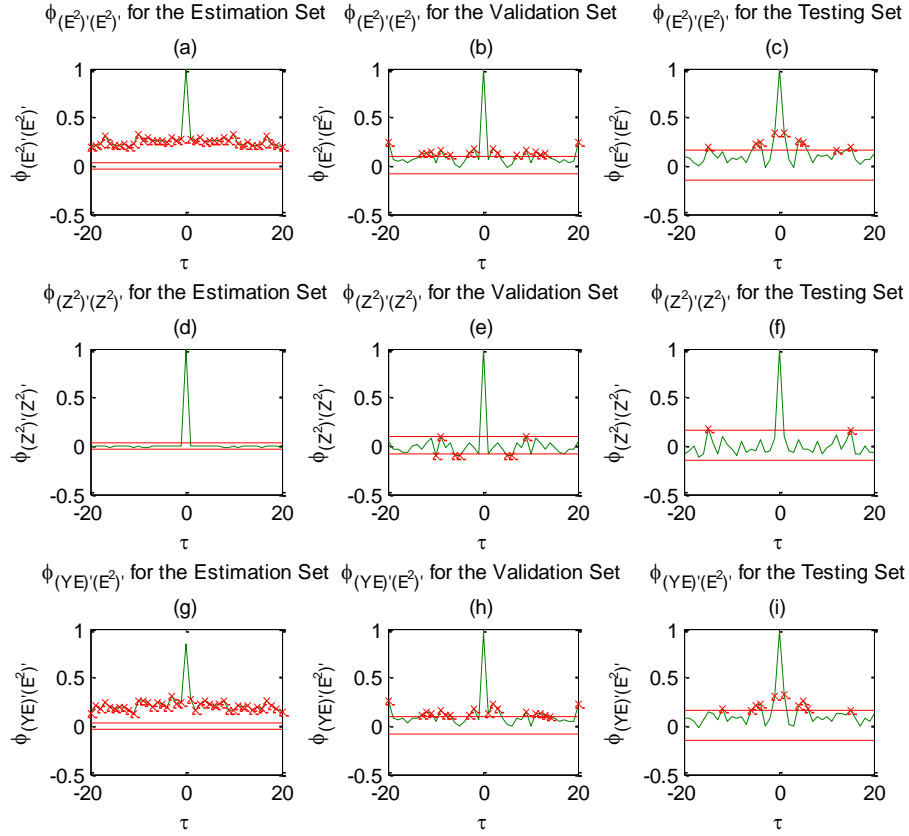 ϕ(E²)'(E²)' for the Estimation Set ϕ(E²)'(E²)' for the Validation Set ϕ(E²)'(E²)' for the Testing Set
(a) (b) (c)
1 1 1
0.5 0.5 0.5
0 0 0
-0.5 -0.5 -0.5
ϕ(E²)'(E²)' ϕ(E²)'(E²)' ϕ(E²)'(E²)'
-20 0 20 -20 0 20 -20 0 20
τ τ τ
ϕ(Z²)'(Z²)' for the Estimation Set ϕ(Z²)'(Z²)' for the Validation Set ϕ(Z²)'(Z²)' for the Testing Set
(d) (e) (f)
1 1 1
0.5 0.5 0.5
0 0 0
-0.5 -0.5 -0.5
ϕ(Z²)'(Z²)' ϕ(Z²)'(Z²)' ϕ(Z²)'(Z²)'
-20 0 20 -20 0 20 -20 0 20
τ τ τ
ϕ(YE)'(E²)' for the Estimation Set ϕ(YE)'(E²)' for the Validation Set ϕ(YE)'(E²)' for the Testing Set
(g) (h) (i)
1 1 1
0.5 0.5 0.5
0 0 0
-0.5 -0.5 -0.5
ϕ(YE)'(E²)' ϕ(YE)'(E²)' ϕ(YE)'(E²)'
-20 0 20 -20 0 20 -20 0 20
τ τ τ